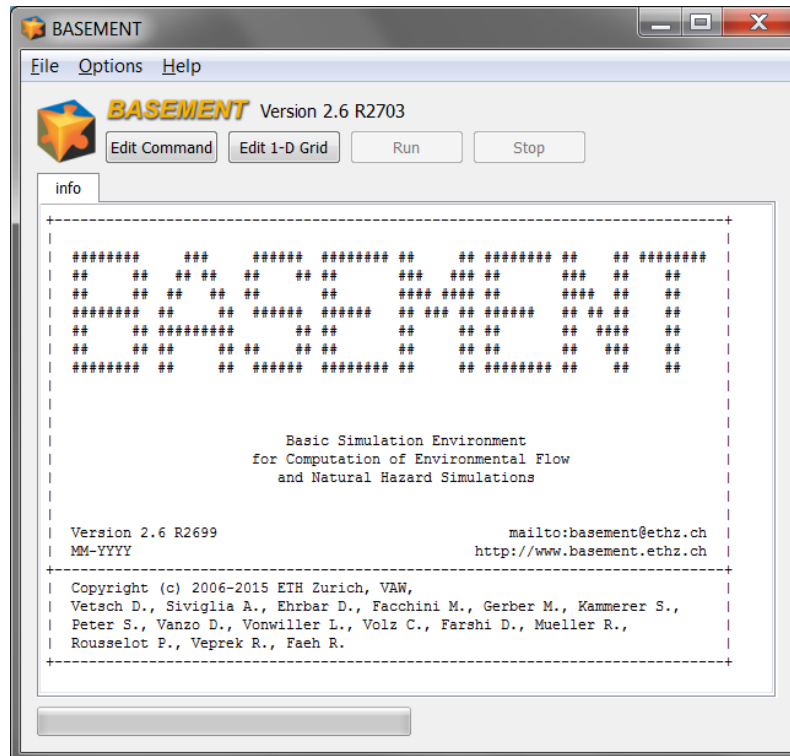 BASEMENT
File Options Help
BASEMENT Version 2.6 R2703
Edit Command Edit 1-D Grid Run Stop
info
BASEMENT
Basic Simulation Environment
for Computation of Environmental Flow
and Natural Hazard Simulations
Version 2.6 R2699 mailto:basement@ethz.ch
MM-YYYY http://www.basement.ethz.ch
Copyright (c) 2006-2015 ETH Zurich, VAW,
Vetsch D., Siviglia A., Ehrbar D., Facchini M., Gerber M., Kammerer S.,
Peter S., Vanzo D., Vonwiller L., Volz C., Farshi D., Mueller R.,
Rousselot P., Veprek R., Faeh R.